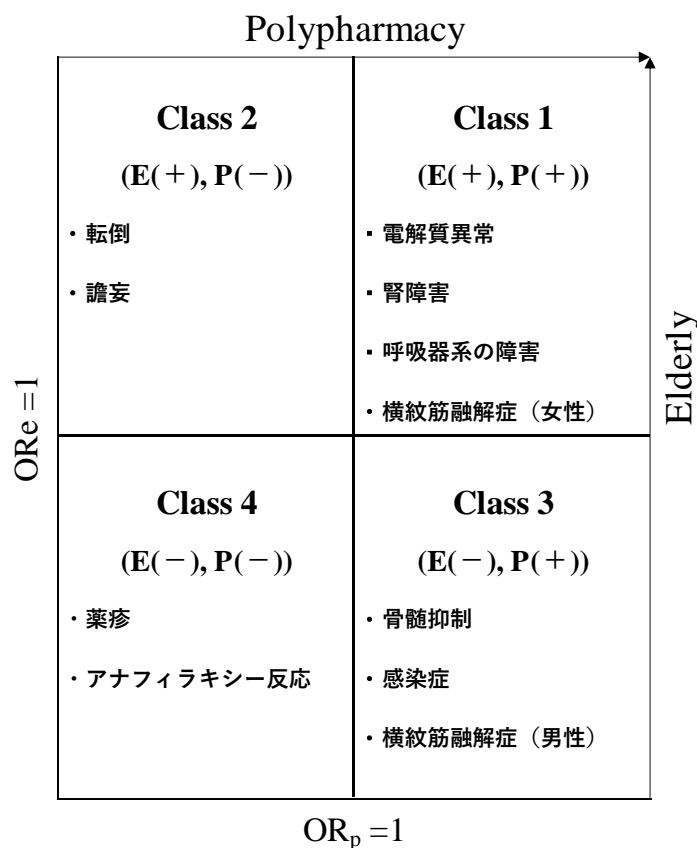 Polypharmacy
Class 2
(E(+), P(-))
・転倒
・譫妄
Class 1
(E(+), P(+))
・電解質異常
・腎障害
・呼吸器系の障害
・横紋筋融解症（女性）
Elderly
ORe =1
Class 4
(E(-), P(-))
・薬疹
・アナフィラキシー反応
Class 3
(E(-), P(+))
・骨髄抑制
・感染症
・横紋筋融解症（男性）
ORp =1